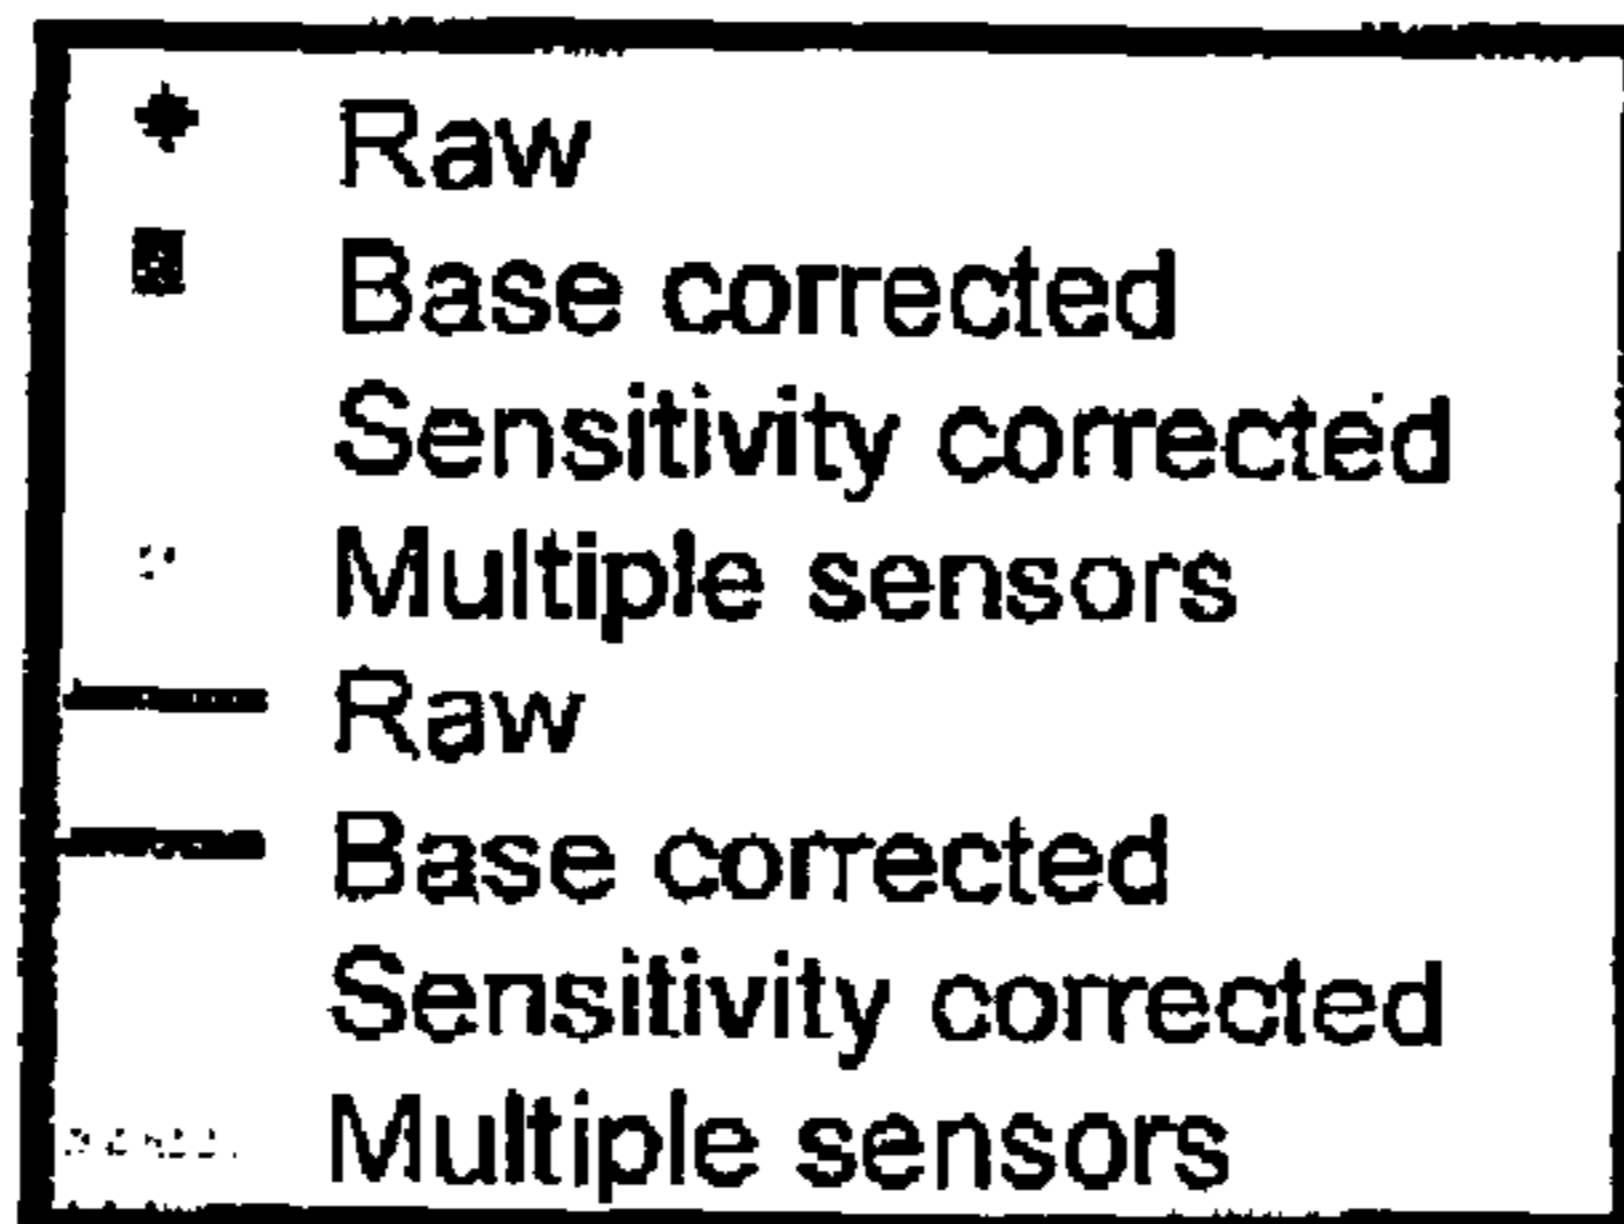 Raw
Base corrected
Sensitivity corrected
Multiple sensors
Raw
Base corrected
Sensitivity corrected
Multiple sensors